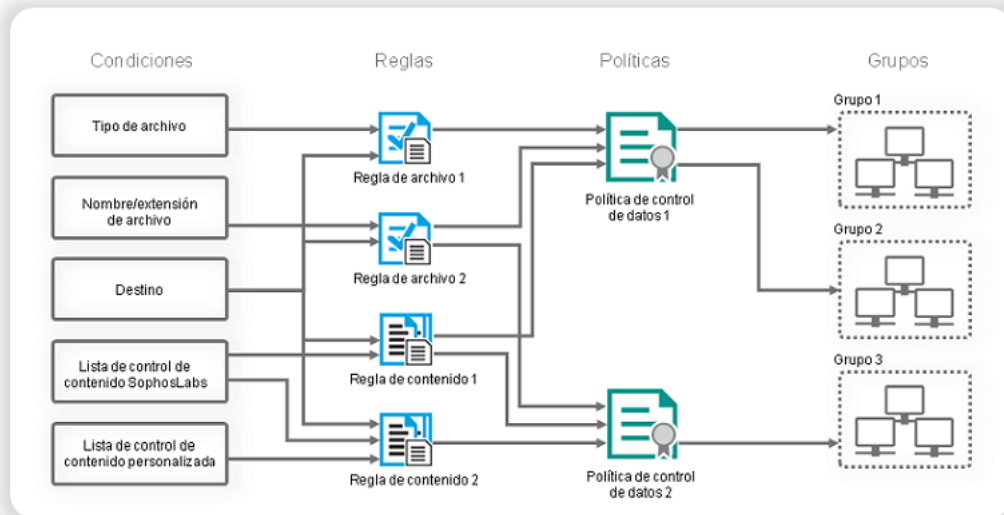 Condiciones
Reglas
Políticas
Grupos
Tipo de archivo
Nombre/extensión
de archivo
Destino
Lista de control de
contenido SophosLabs
Lista de control de
contenido personalizada
Regla de archivo 1
Regla de archivo 2
Regla de contenido 1
Regla de contenido 2
Política de control
de datos 1
Política de control
de datos 2
Grupo 1
Grupo 2
Grupo 3